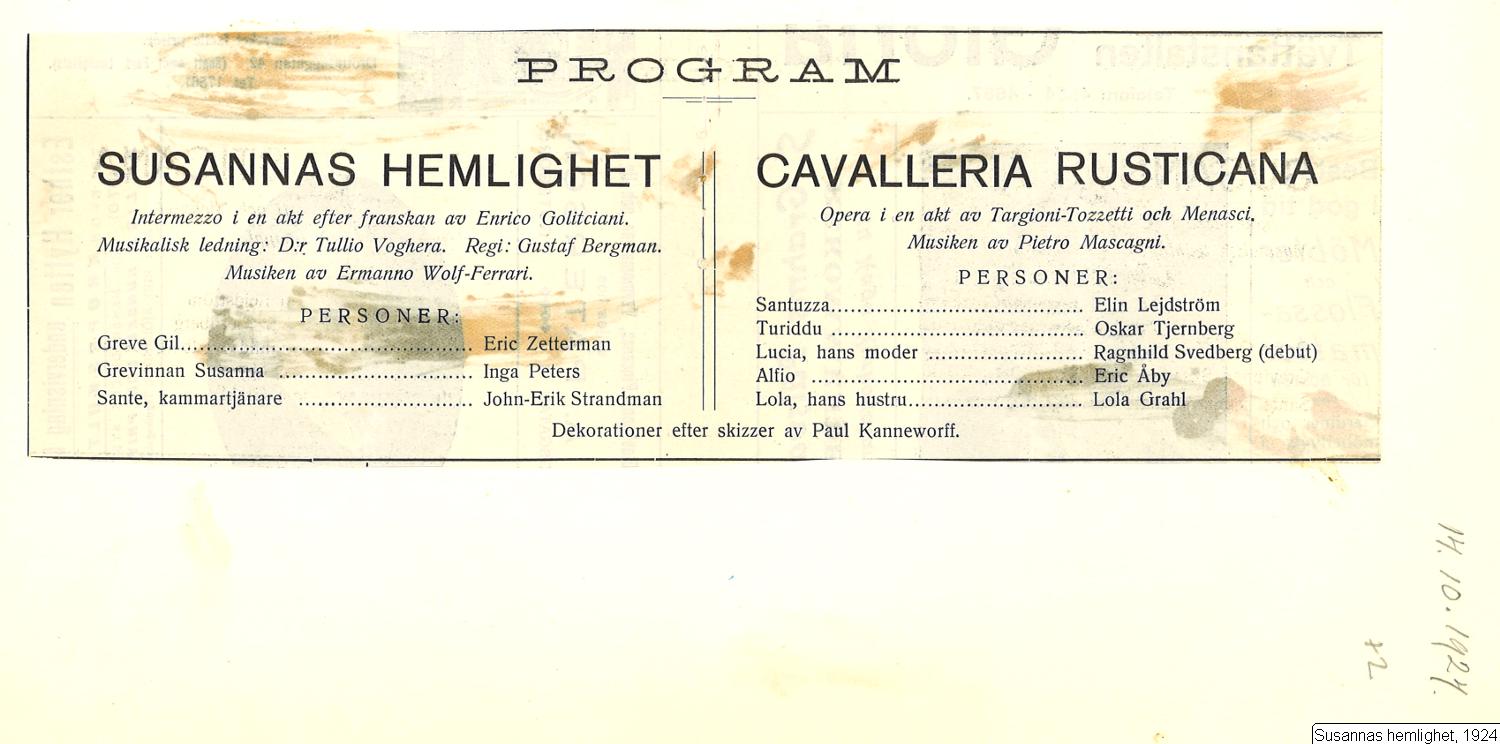 PROGRAM
SUSANNAS HEMLIGHET
Intermezzo i en akt efter franskan av Enrico Golitciani.
Musikalisk ledning: D:r Tullio Voghera. Regi: Gustaf Bergman.
Musiken av Ermanno Wolf-Ferrari.
PERSONER:
Greve Gil........................................ Eric Zetterman
Grevinnan Susanna ........................... Inga Peters
Sante, kammartjänare ........................ John-Erik Strandman
CAVALLERIA RUSTICANA
Opera i en akt av Targioni-Tozzetti och Menasci.
Musiken av Pietro Mascagni.
PERSONER:
Santuzza....................................... Elin Lejdström
Turiddu ....................................... Oskar Tjernberg
Lucia, hans moder ........................ Ragnhild Svedberg (debut)
Alfio .......................................... Eric Åby
Lola, hans hustru........................... Lola Grahl
Dekorationer efter skizzer av Paul Kanneworff.
14. 10. 1924.
Susannas hemlighet, 1924